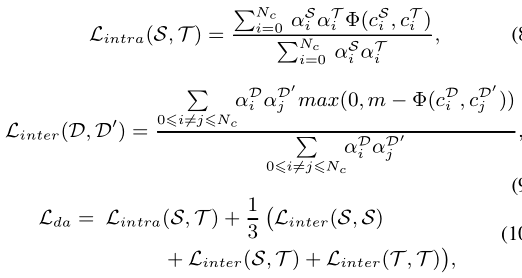 \mathcal{L}_{intra}(\mathcal{S}, \mathcal{T}) = \frac{\sum_{i=0}^{N_c} \alpha_i^{\mathcal{S}} \alpha_i^{\mathcal{T}} \Phi(c_i^{\mathcal{S}}, c_i^{\mathcal{T}})}{\sum_{i=0}^{N_c} \alpha_i^{\mathcal{S}} \alpha_i^{\mathcal{T}}}, (8
\mathcal{L}_{inter}(\mathcal{D}, \mathcal{D}') = \frac{\sum_{0 \leqslant i \neq j \leqslant N_c} \alpha_i^{\mathcal{D}} \alpha_j^{\mathcal{D}'} max(0, m - \Phi(c_i^{\mathcal{D}}, c_j^{\mathcal{D}'}))}{\sum_{0 \leqslant i \neq j \leqslant N_c} \alpha_i^{\mathcal{D}} \alpha_j^{\mathcal{D}'}},
(9
\mathcal{L}_{da} = \mathcal{L}_{intra}(\mathcal{S}, \mathcal{T}) + \frac{1}{3} (\mathcal{L}_{inter}(\mathcal{S}, \mathcal{S})
(10
+ \mathcal{L}_{inter}(\mathcal{S}, \mathcal{T}) + \mathcal{L}_{inter}(\mathcal{T}, \mathcal{T})),